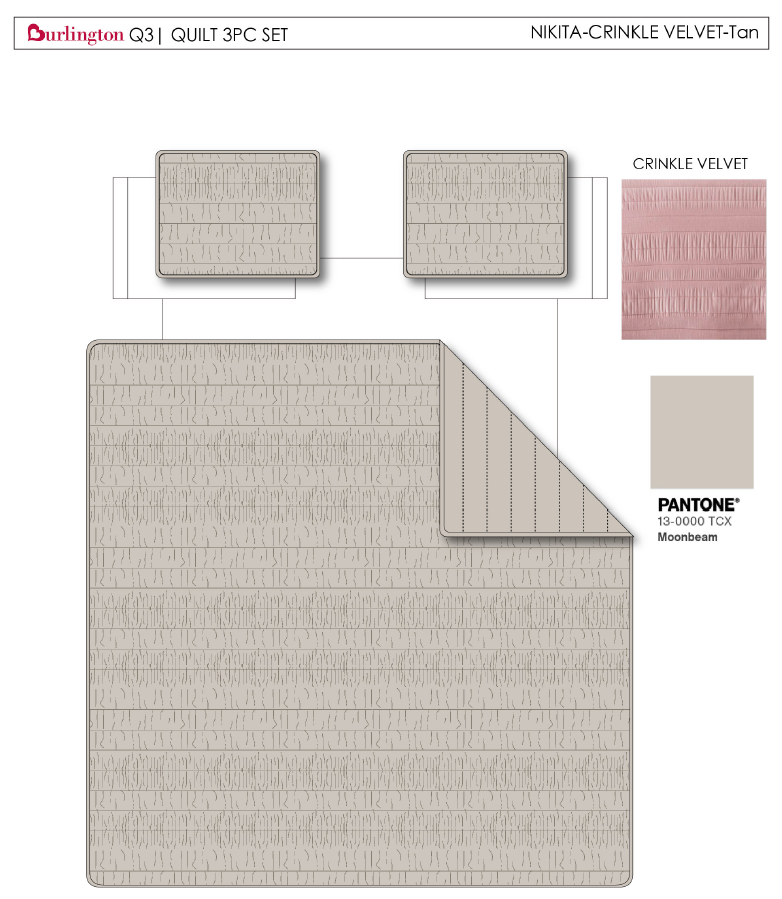 Burlington Q3| QUILT 3PC SET
NIKITA-CRINKLE VELVET-Tan
CRINKLE VELVET
PANTONE®
13-0000 TCX
Moonbeam